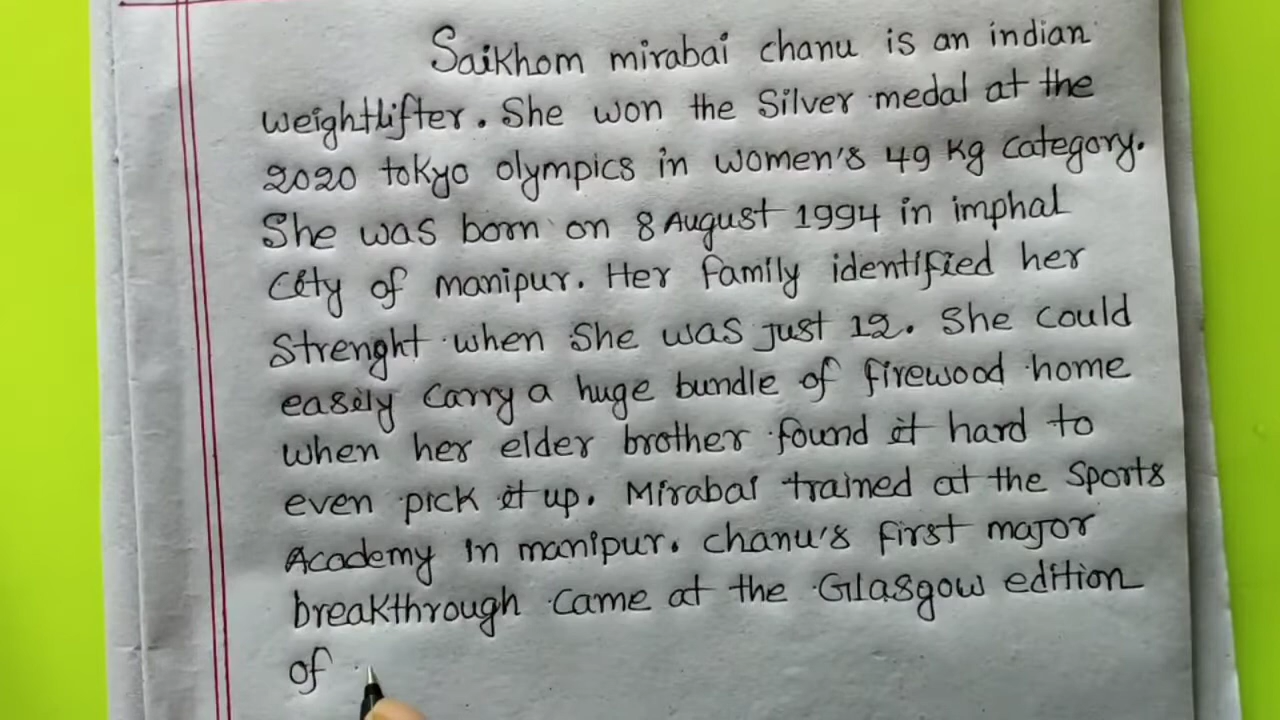 Saikhom mirabai chanu is an indian
weightlifter. She won the Silver medal at the
2020 tokyo olympics in women's 49 Kg category.
She was born on 8 August 1994 in imphal
City of manipur. Her family identified her
Strenght when She was just 12. She could
easily carry a huge bundle of firewood home
when her elder brother found it hard to
even pick it up. Mirabai trained at the Sports
Academy in manipur. chanu's first major
breakthrough came at the Glasgow edition
of